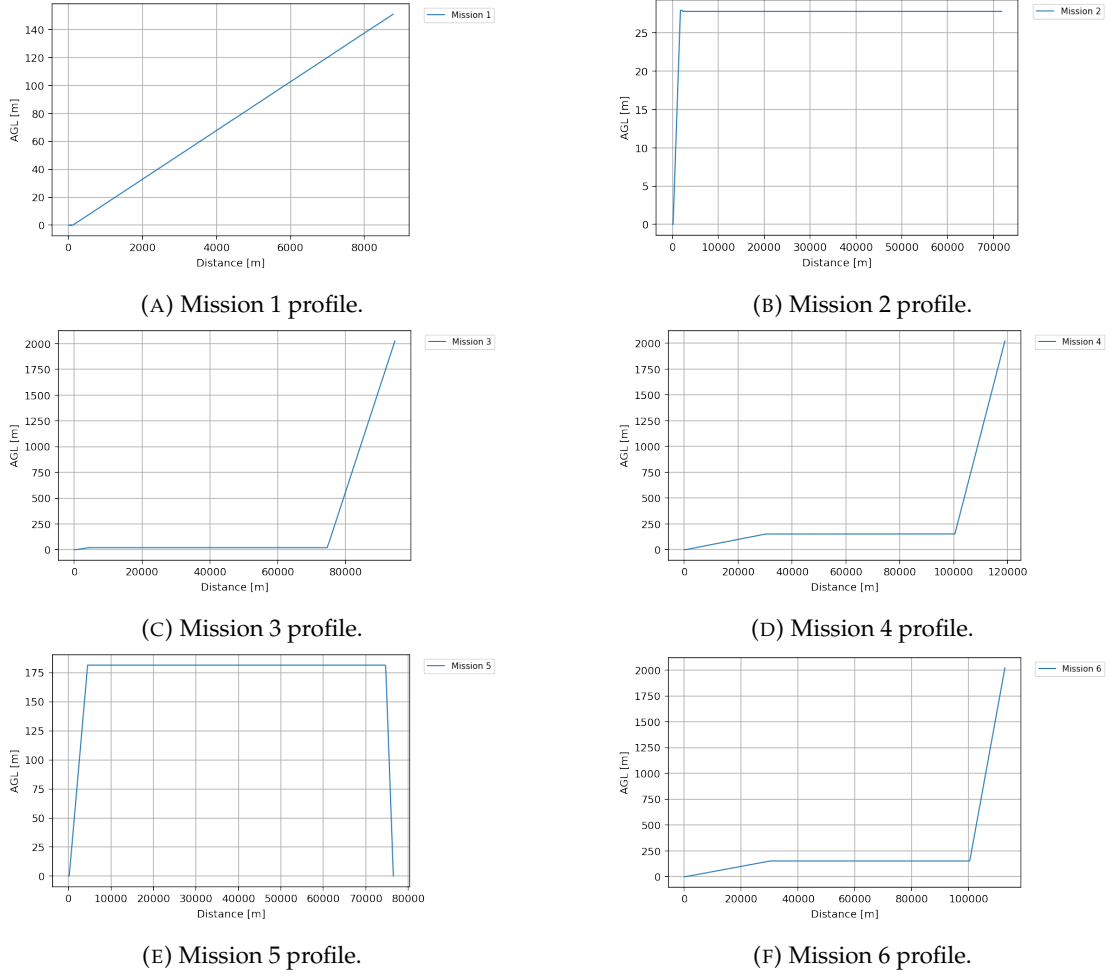 140
120
100
80
60
40
20
0
AGL [m]
0 2000 4000 6000 8000
Distance [m]
Mission 1
(A) Mission 1 profile.
25
20
15
10
5
0
AGL [m]
0 10000 20000 30000 40000 50000 60000 70000
Distance [m]
Mission 2
(B) Mission 2 profile.
2000
1750
1500
1250
1000
750
500
250
0
AGL [m]
0 20000 40000 60000 80000
Distance [m]
Mission 3
(C) Mission 3 profile.
2000
1750
1500
1250
1000
750
500
250
0
AGL [m]
0 20000 40000 60000 80000 100000 120000
Distance [m]
Mission 4
(D) Mission 4 profile.
175
150
125
100
75
50
25
0
AGL [m]
0 10000 20000 30000 40000 50000 60000 70000 80000
Distance [m]
Mission 5
(E) Mission 5 profile.
2000
1750
1500
1250
1000
750
500
250
0
AGL [m]
0 20000 40000 60000 80000 100000
Distance [m]
Mission 6
(F) Mission 6 profile.